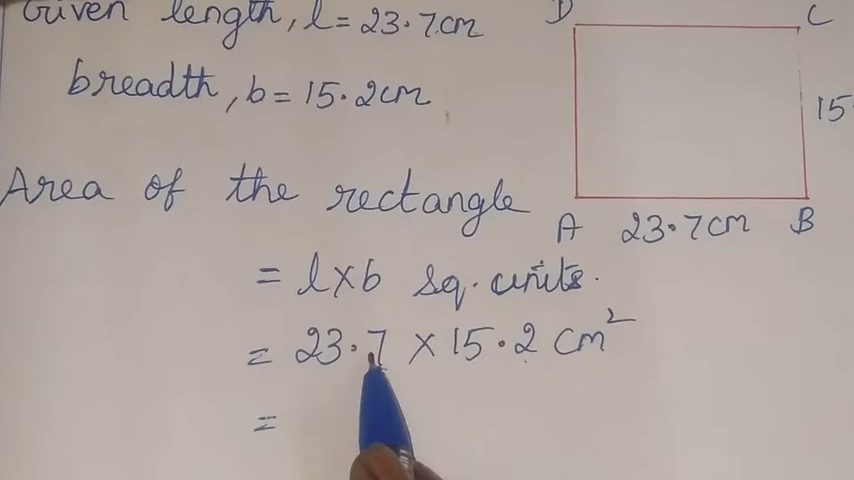 Given length, l = 23.7cm
breadth, b = 15.2cm
Area of the rectangle
= l×b sq. units.
= 23.7 × 15.2 cm²
=
D
C
15.
A 23.7cm B